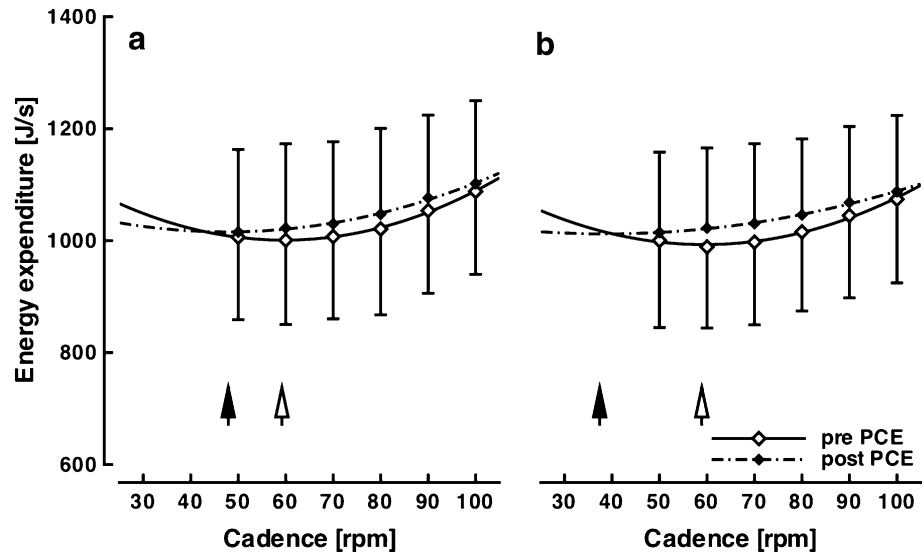 a
b
Energy expenditure [J/s]
1400
1200
1000
800
600
pre PCE
post PCE
30 40 50 60 70 80 90 100
30 40 50 60 70 80 90 100
Cadence [rpm]
Cadence [rpm]